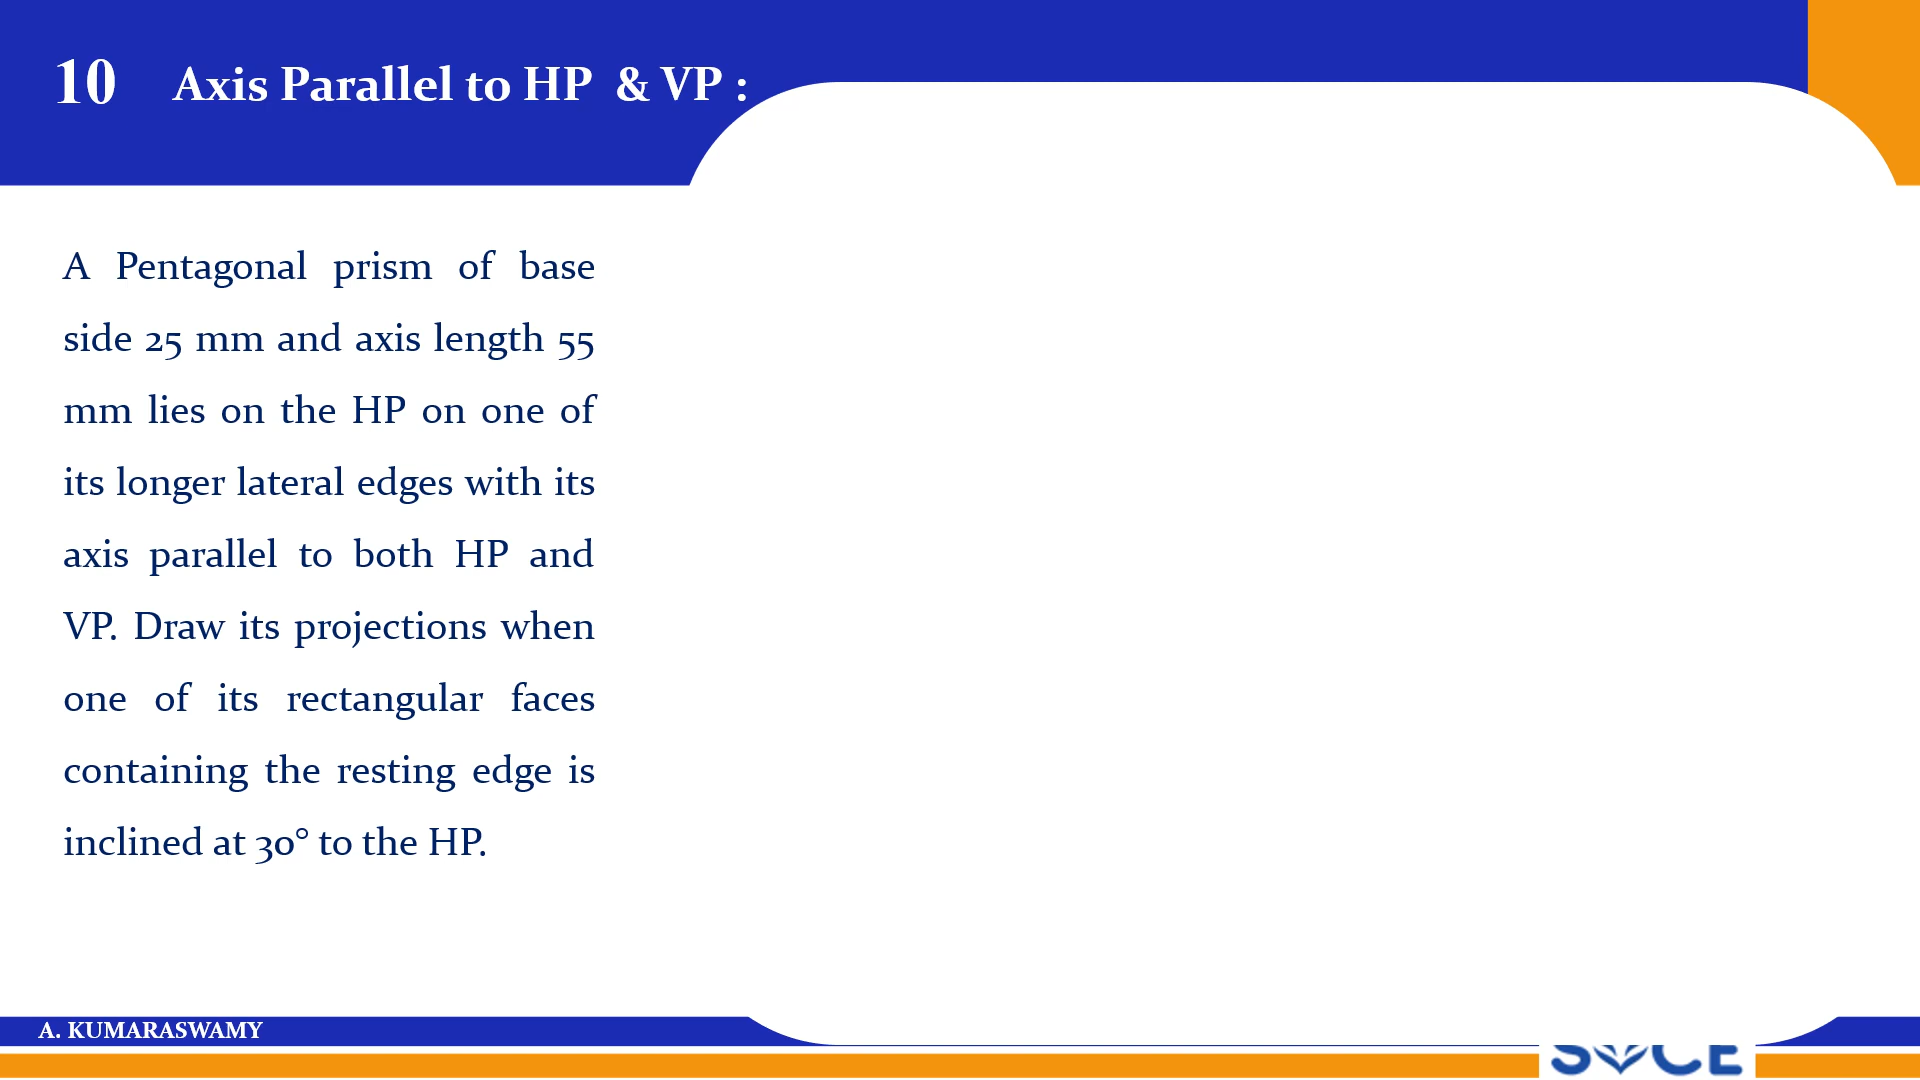 10 Axis Parallel to HP & VP :
A Pentagonal prism of base
side 25 mm and axis length 55
mm lies on the HP on one of
its longer lateral edges with its
axis parallel to both HP and
VP. Draw its projections when
one of its rectangular faces
containing the resting edge is
inclined at 30° to the HP.
A. KUMARASWAMY
SVCE